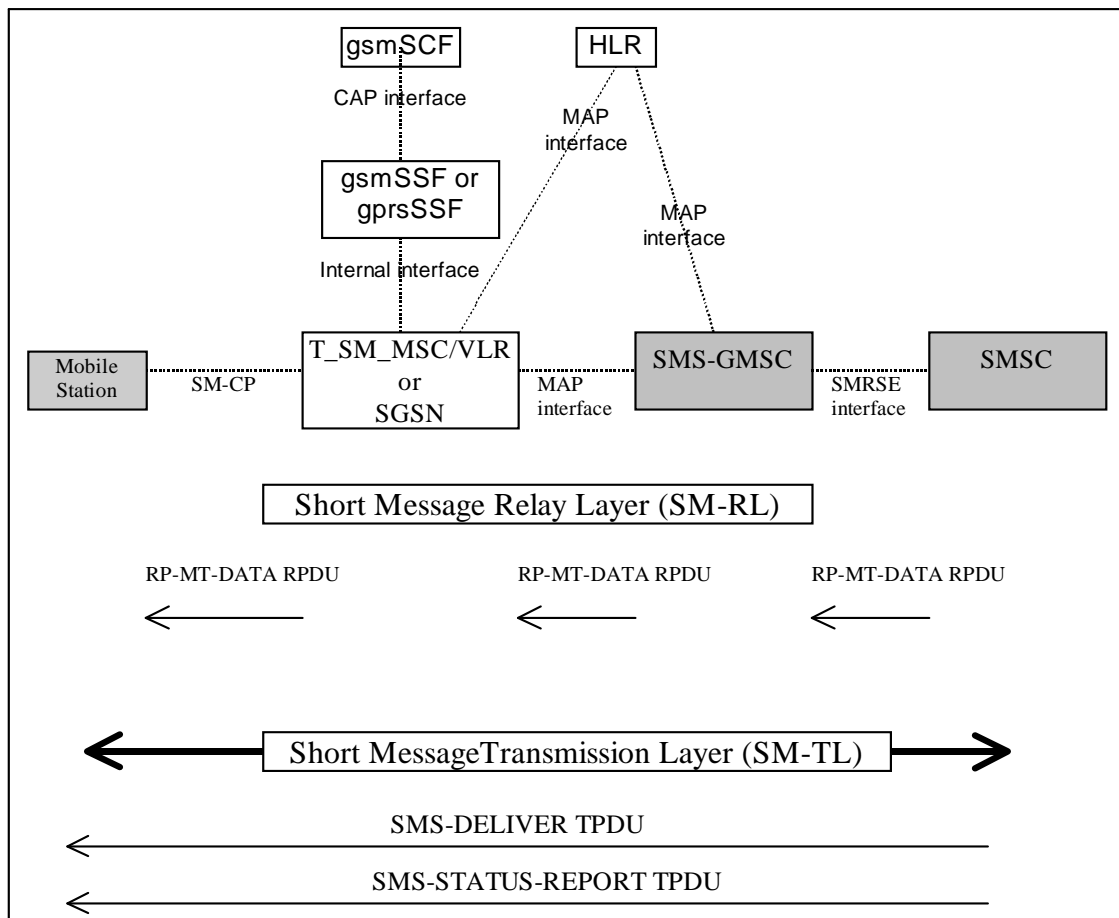 gsmSCF
HLR
CAP interface
MAP
interface
gsmSSF or
gprsSSF
MAP
interface
Internal interface
T_SM_MSC/VLR
or
SGSN
SMS-GMSC
SMSC
Mobile
Station
SM-CP
MAP
interface
SMRSE
interface
Short Message Relay Layer (SM-RL)
RP-MT-DATA RPDU
RP-MT-DATA RPDU
RP-MT-DATA RPDU
Short MessageTransmission Layer (SM-TL)
SMS-DELIVER TPDU
SMS-STATUS-REPORT TPDU